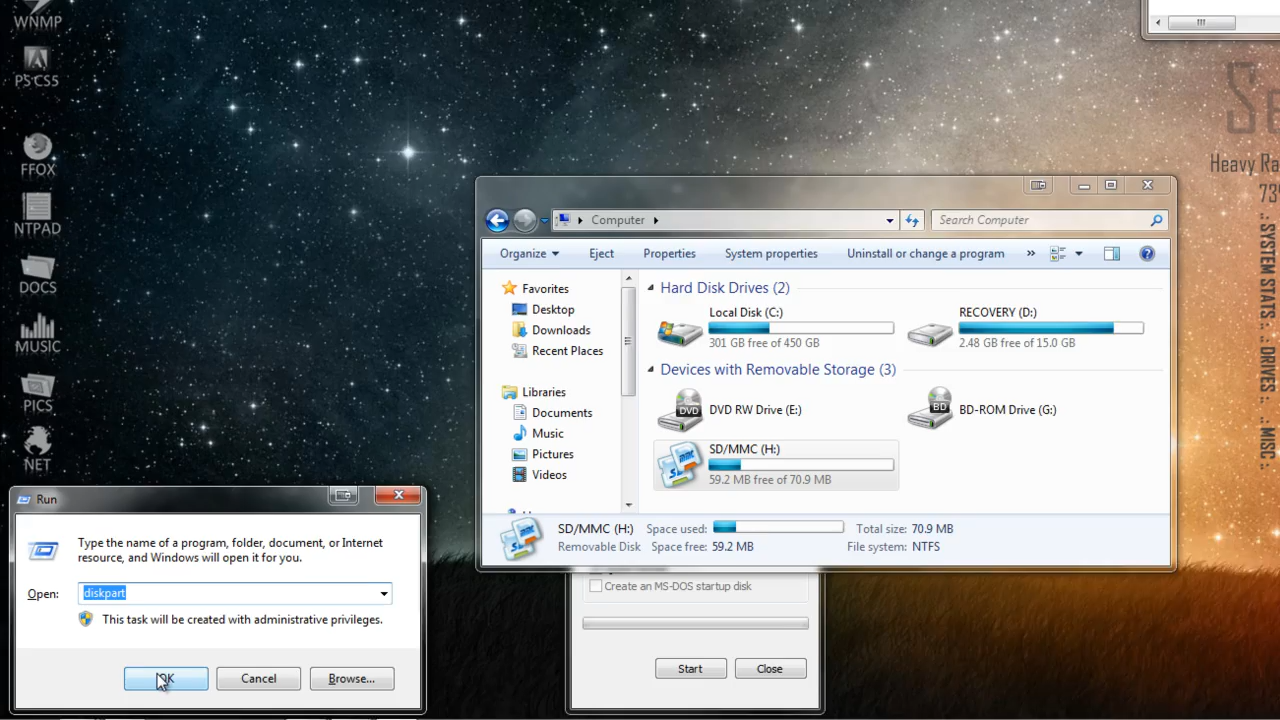 WNMP
PS CS5
FFOX
NTPAD
DOCS
MUSIC
PICS
NET
Heavy Ra
73
.: SYSTEM STATS :.
.: DRIVES :.
.: MISC :.
Computer
Search Computer
Organize
Eject
Properties
System properties
Uninstall or change a program
»
Favorites
Desktop
Downloads
Recent Places
Libraries
Documents
Music
Pictures
Videos
Hard Disk Drives (2)
Local Disk (C:)
301 GB free of 450 GB
RECOVERY (D:)
2.48 GB free of 15.0 GB
Devices with Removable Storage (3)
DVD
DVD RW Drive (E:)
BD
BD-ROM Drive (G:)
SD/MMC (H:)
59.2 MB free of 70.9 MB
SD/MMC (H:) Space used: Total size: 70.9 MB
Removable Disk Space free: 59.2 MB File system: NTFS
Create an MS-DOS startup disk
Start
Close
Run
Type the name of a program, folder, document, or Internet
resource, and Windows will open it for you.
Open: diskpart
This task will be created with administrative privileges.
OK
Cancel
Browse...